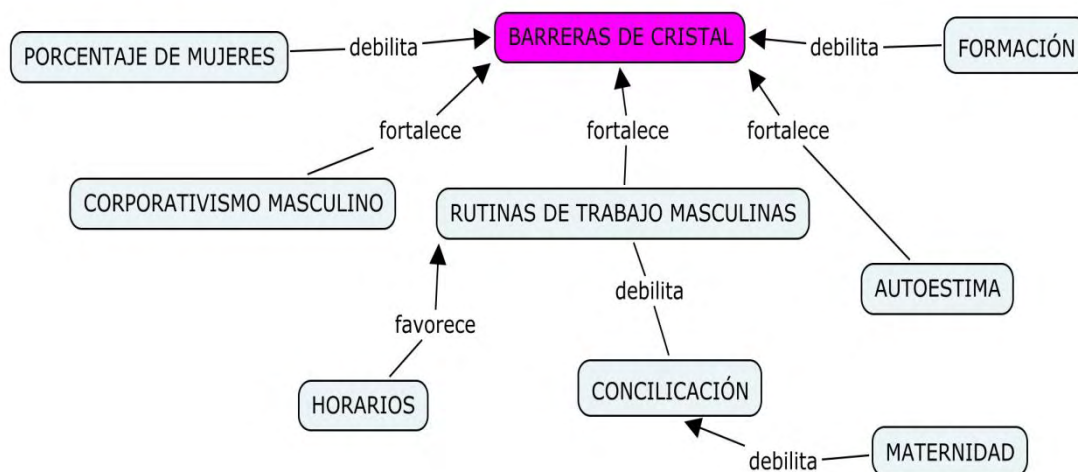 BARRERAS DE CRISTAL
PORCENTAJE DE MUJERES
debilita
debilita
FORMACIÓN
fortalece
fortalece
fortalece
CORPORATIVISMO MASCULINO
RUTINAS DE TRABAJO MASCULINAS
AUTOESTIMA
debilita
favorece
HORARIOS
CONCILICACIÓN
debilita
MATERNIDAD